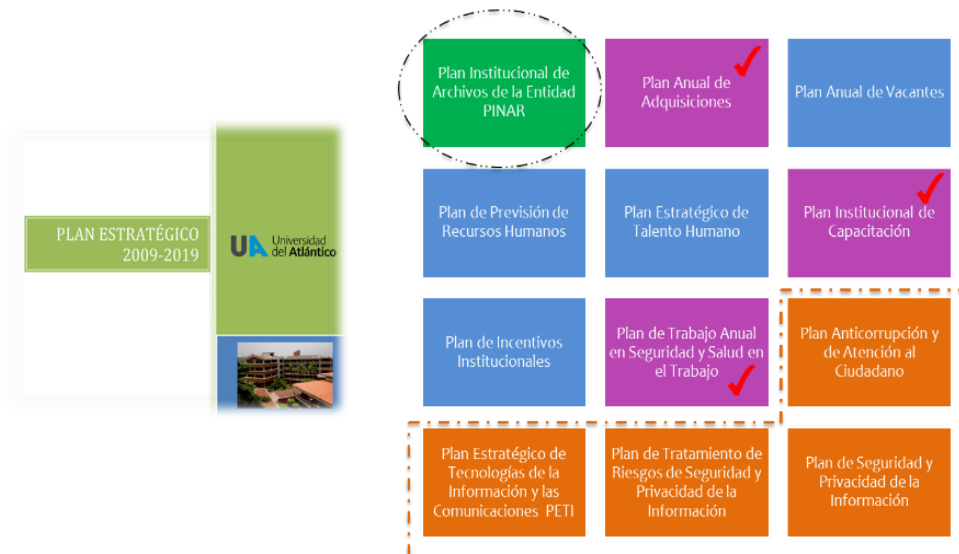 PLAN ESTRATÉGICO
2009-2019
UA Universidad
del Atlántico
Plan Institucional de
Archivos de la Entidad
PINAR
Plan Anual de
Adquisiciones
Plan Anual de Vacantes
Plan de Previsión de
Recursos Humanos
Plan Estratégico de
Talento Humano
Plan Institucional de
Capacitación
Plan de Incentivos
Institucionales
Plan de Trabajo Anual
en Seguridad y Salud en
el Trabajo
Plan Anticorrupción y
de Atención al
Ciudadano
Plan Estratégico de
Tecnologías de la
Información y las
Comunicaciones PETI
Plan de Tratamiento de
Riesgos de Seguridad y
Privacidad de la
Información
Plan de Seguridad y
Privacidad de la
Información